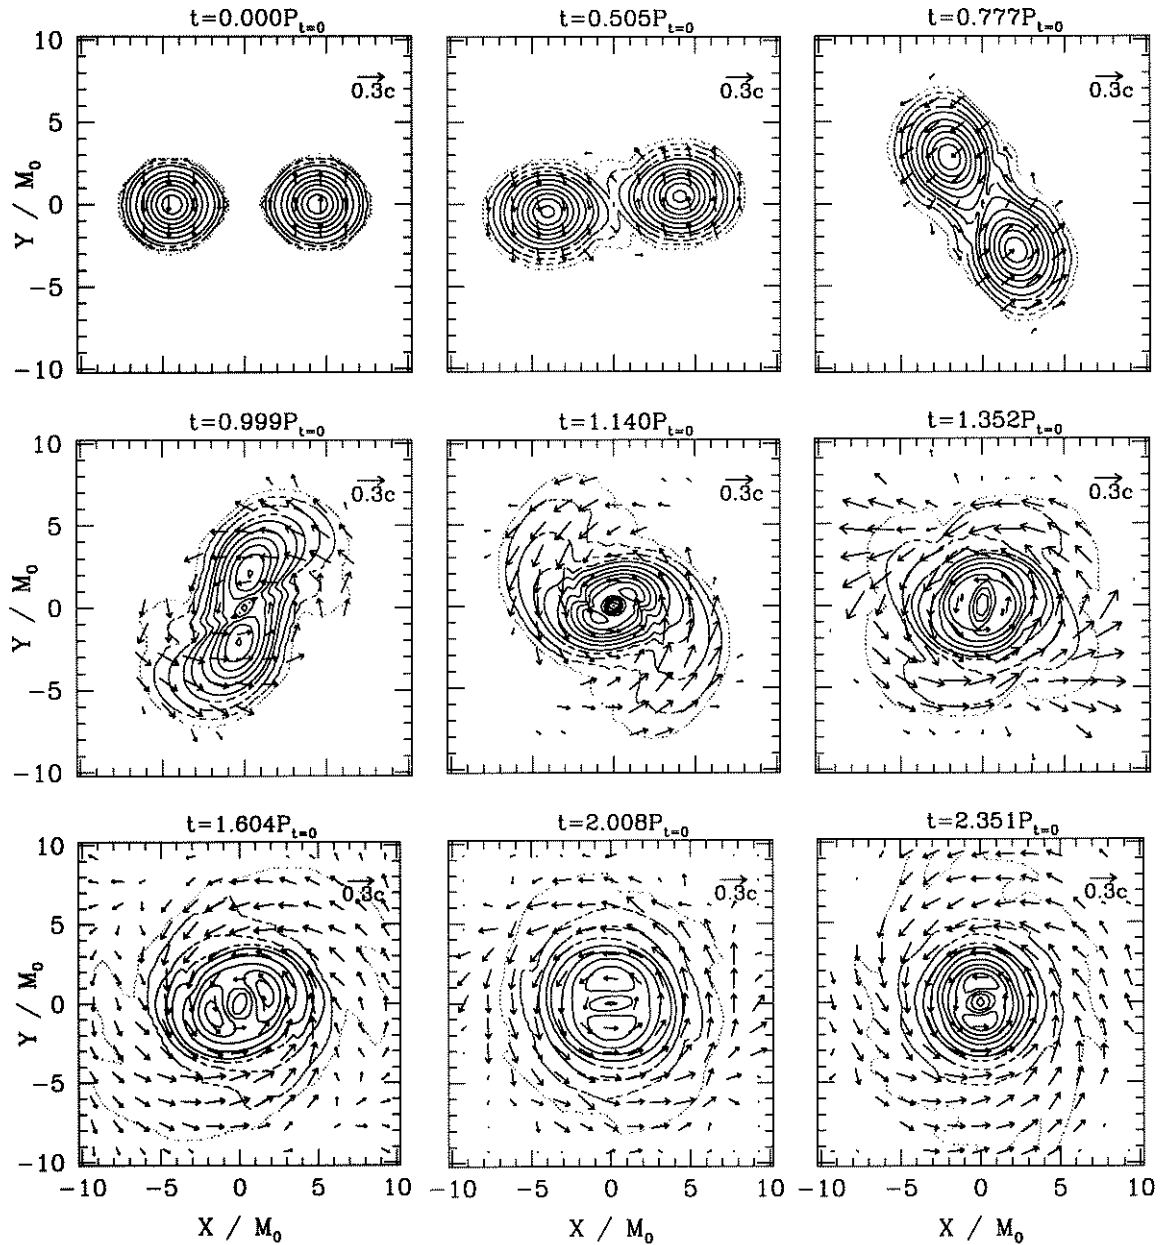 t=0.000P_{t=0}
t=0.505P_{t=0}
t=0.777P_{t=0}
10
5
0
-5
-10
Y / M_0
0.3c
0.3c
0.3c
t=0.999P_{t=0}
t=1.140P_{t=0}
t=1.352P_{t=0}
10
5
0
-5
-10
Y / M_0
0.3c
0.3c
0.3c
t=1.604P_{t=0}
t=2.008P_{t=0}
t=2.351P_{t=0}
10
5
0
-5
-10
Y / M_0
0.3c
0.3c
0.3c
-10 -5 0 5 10
-10 -5 0 5 10
-10 -5 0 5 10
X / M_0
X / M_0
X / M_0